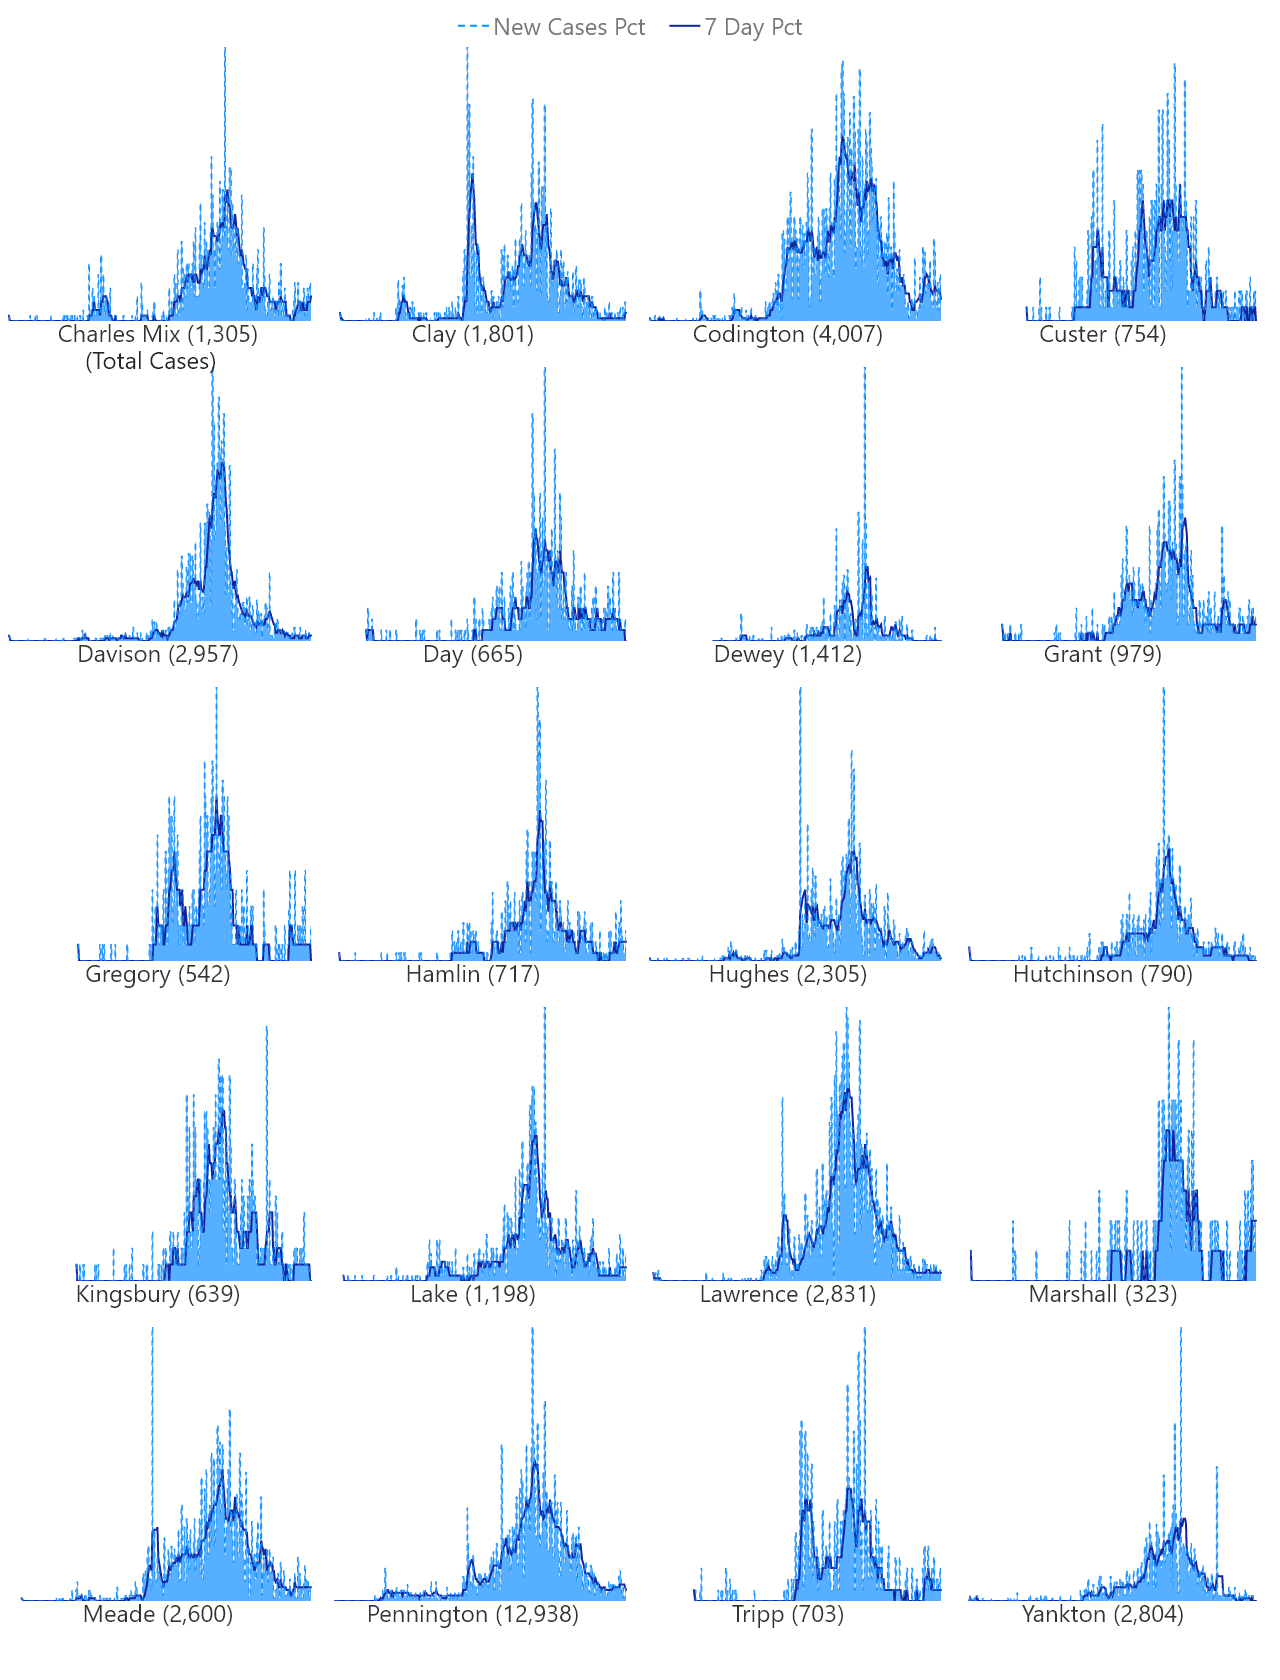 New Cases Pct 7 Day Pct
Charles Mix (1,305) Clay (1,801) Codington (4,007) Custer (754)
(Total Cases)
Davison (2,957) Day (665) Dewey (1,412) Grant (979)
Gregory (542) Hamlin (717) Hughes (2,305) Hutchinson (790)
Kingsbury (639) Lake (1,198) Lawrence (2,831) Marshall (323)
Meade (2,600) Pennington (12,938) Tripp (703) Yankton (2,804)